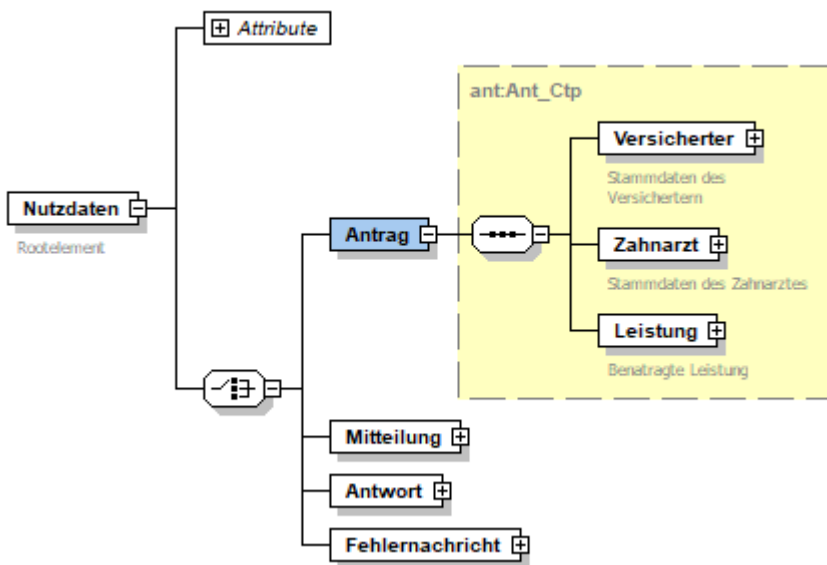 Attribute
ant:Ant_Ctp
Versicherter
Stammdaten des
Versichertern
Nutzdaten
Rootelement
Antrag
Zahnarzt
Stammdaten des Zahnarztes
Leistung
Benatragte Leistung
Mitteilung
Antwort
Fehlernachricht